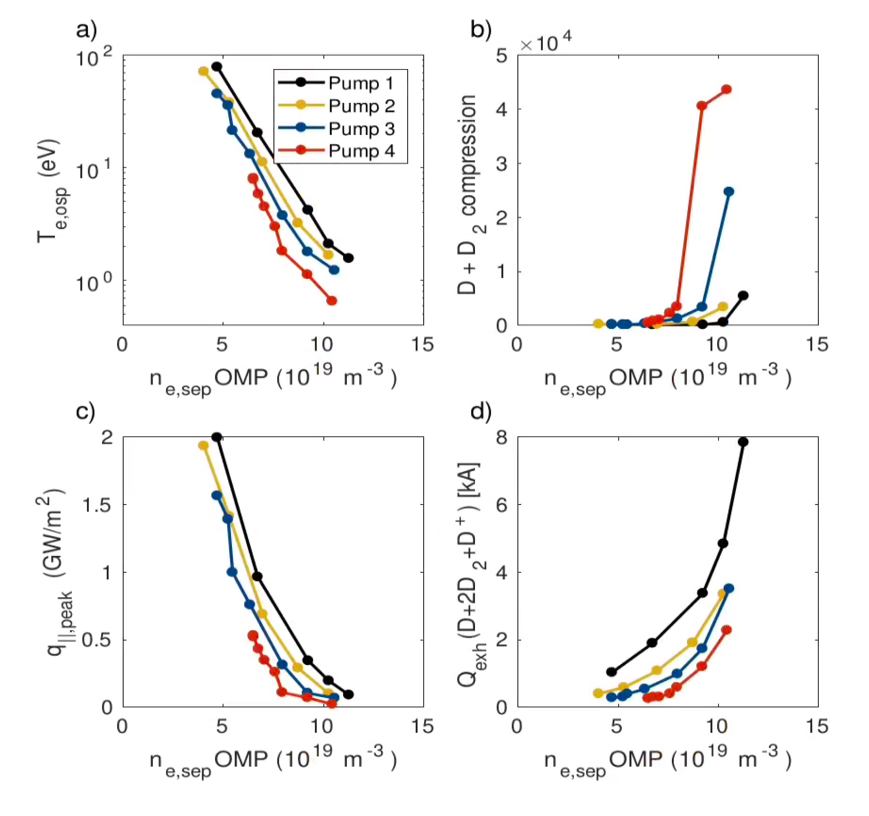 a)
10^2
10^1
10^0
T_e,osp (eV)
Pump 1
Pump 2
Pump 3
Pump 4
0 5 10 15
n_e,sep OMP (10^19 m^-3)
b)
×10^4
5
4
3
2
1
0
D + D_2 compression
0 5 10 15
n_e,sep OMP (10^19 m^-3)
c)
2
1.5
1
0.5
0
q_||,peak (GW/m^2)
0 5 10 15
n_e,sep OMP (10^19 m^-3)
d)
8
6
4
2
0
Q_exh (D+2D_2+D^+) [kA]
0 5 10 15
n_e,sep OMP (10^19 m^-3)